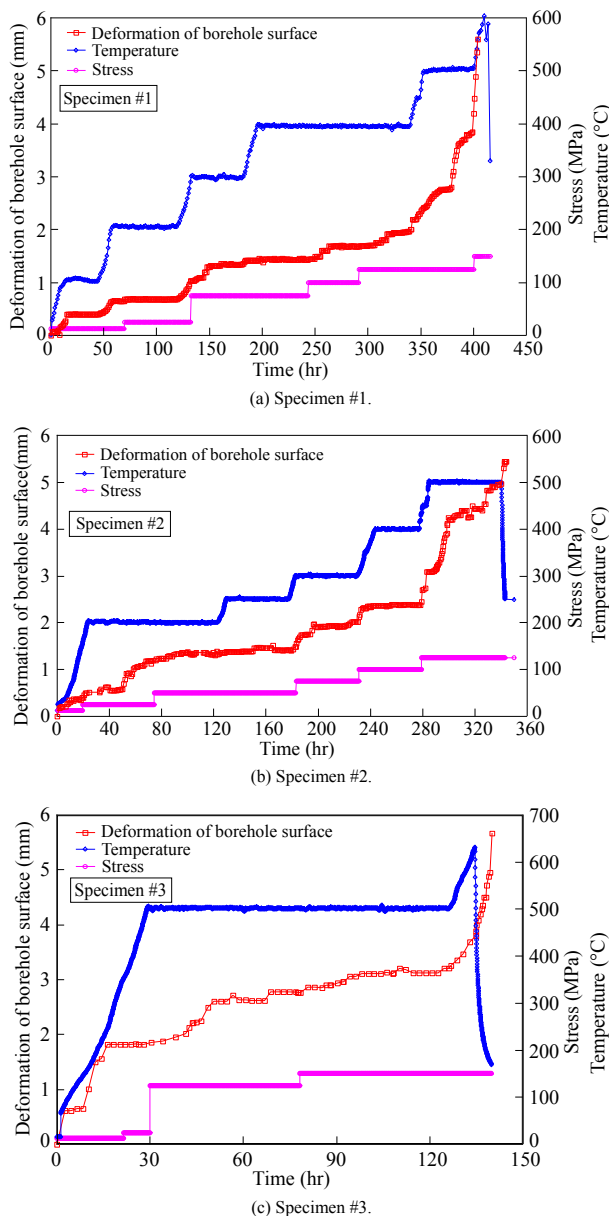 6
5
4
3
2
1
0
Deformation of borehole surface (mm)
Deformation of borehole surface
Temperature
Stress
Specimen #1
600
500
400
300
200
100
0
Stress (MPa)
Temperature (°C)
0 50 100 150 200 250 300 350 400 450
Time (hr)
(a) Specimen #1.
6
5
4
3
2
1
0
Deformation of borehole surface(mm)
Deformation of borehole surface
Temperature
Stress
Specimen #2
600
500
400
300
200
100
0
Stress (MPa)
Temperature (°C)
0 40 80 120 160 200 240 280 320 360
Time (hr)
(b) Specimen #2.
6
5
4
3
2
1
0
Deformation of borehole surface (mm)
Deformation of borehole surface
Temperature
Stress
Specimen #3
700
600
500
400
300
200
100
0
Stress (MPa)
Temperature (°C)
0 30 60 90 120 150
Time (hr)
(c) Specimen #3.